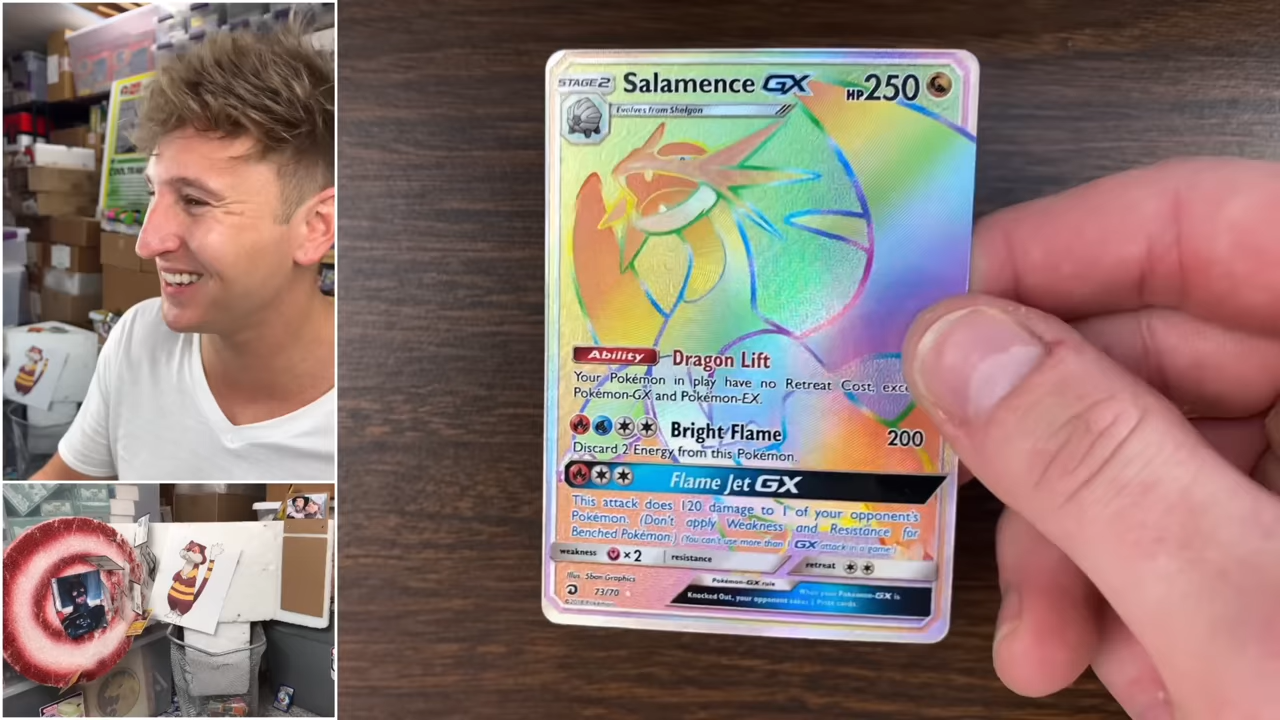 STAGE 2 Salamence GX HP250
Evolves from Shelgon
Ability Dragon Lift
Your Pokémon in play have no Retreat Cost, exce
Pokémon-GX and Pokémon-EX.
Bright Flame 200
Discard 2 Energy from this Pokémon.
Flame Jet GX
This attack does 120 damage to 1 of your opponent's
Pokémon. (Don't apply Weakness and Resistance for
Benched Pokémon.) (You can't use more than 1 GX attack in a game.)
weakness ×2 resistance retreat
Illus. 5ban Graphics
73/70
©2018 Pokémon
Pokémon-GX rule
When your Pokémon-GX is
Knocked Out, your opponent takes 2 Prize cards.